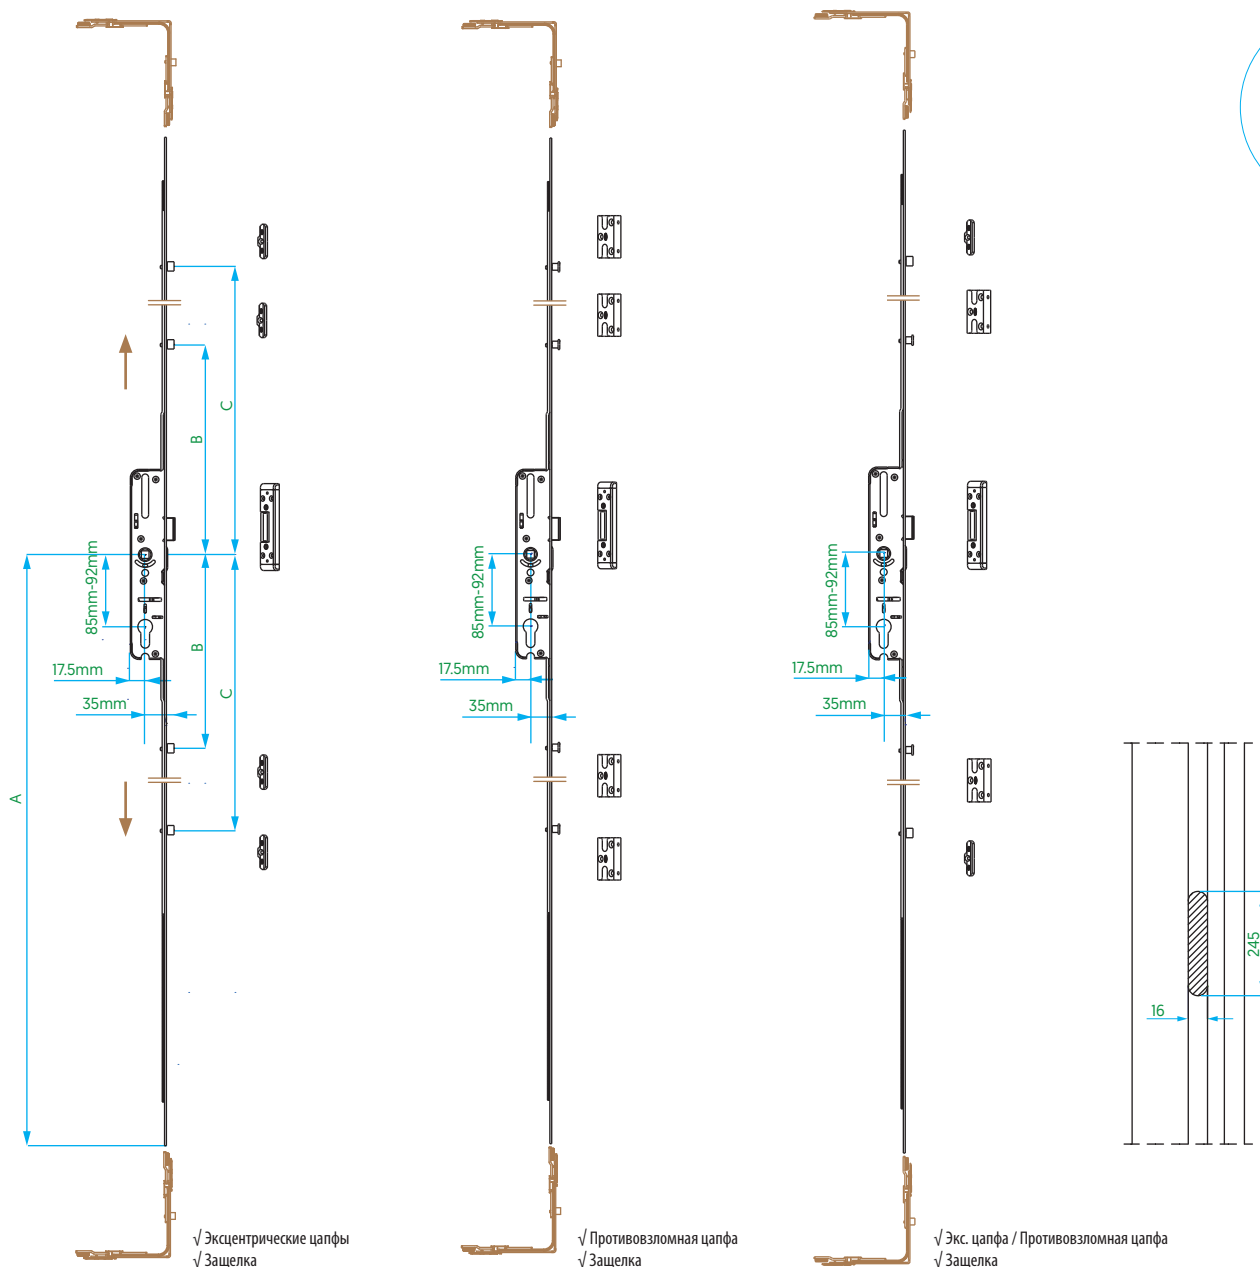 C
B
85mm-92mm
85mm-92mm
85mm-92mm
B
17.5mm
17.5mm
17.5mm
C
35mm
35mm
35mm
A
245
16
√ Эксцентрические цапфы
√ Защелка
√ Противовзломная цапфа
√ Защелка
√ Экс. цапфа / Противовзломная цапфа
√ Защелка